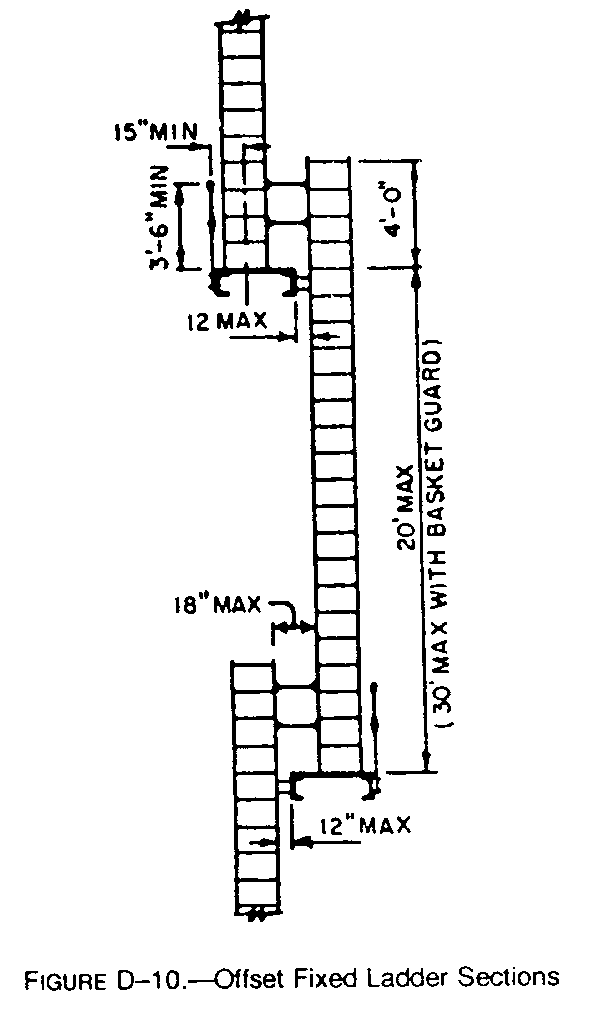 15"MIN
3'-6"MIN
4'-0"
12 MAX
20'MAX
(30'MAX WITH BASKET GUARD)
18"MAX
12"MAX
FIGURE D-10.—Offset Fixed Ladder Sections